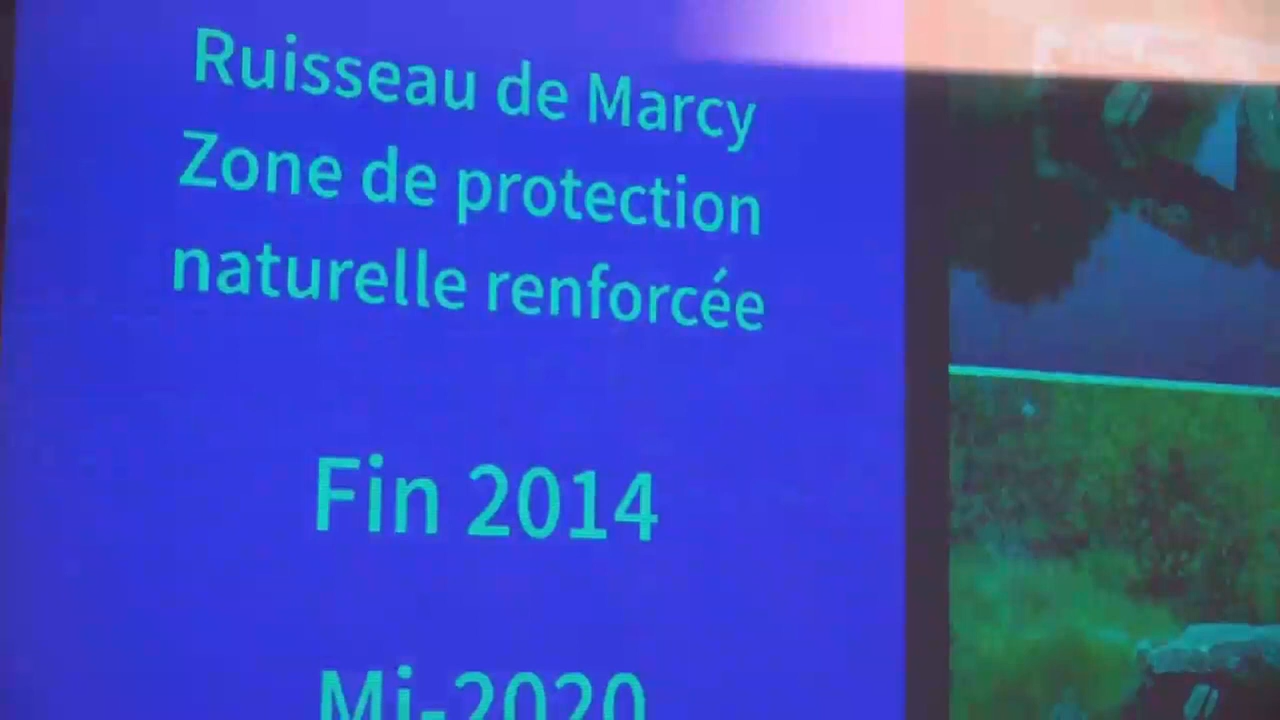 Ruisseau de Marcy
Zone de protection
naturelle renforcée
Fin 2014
Mi-2020